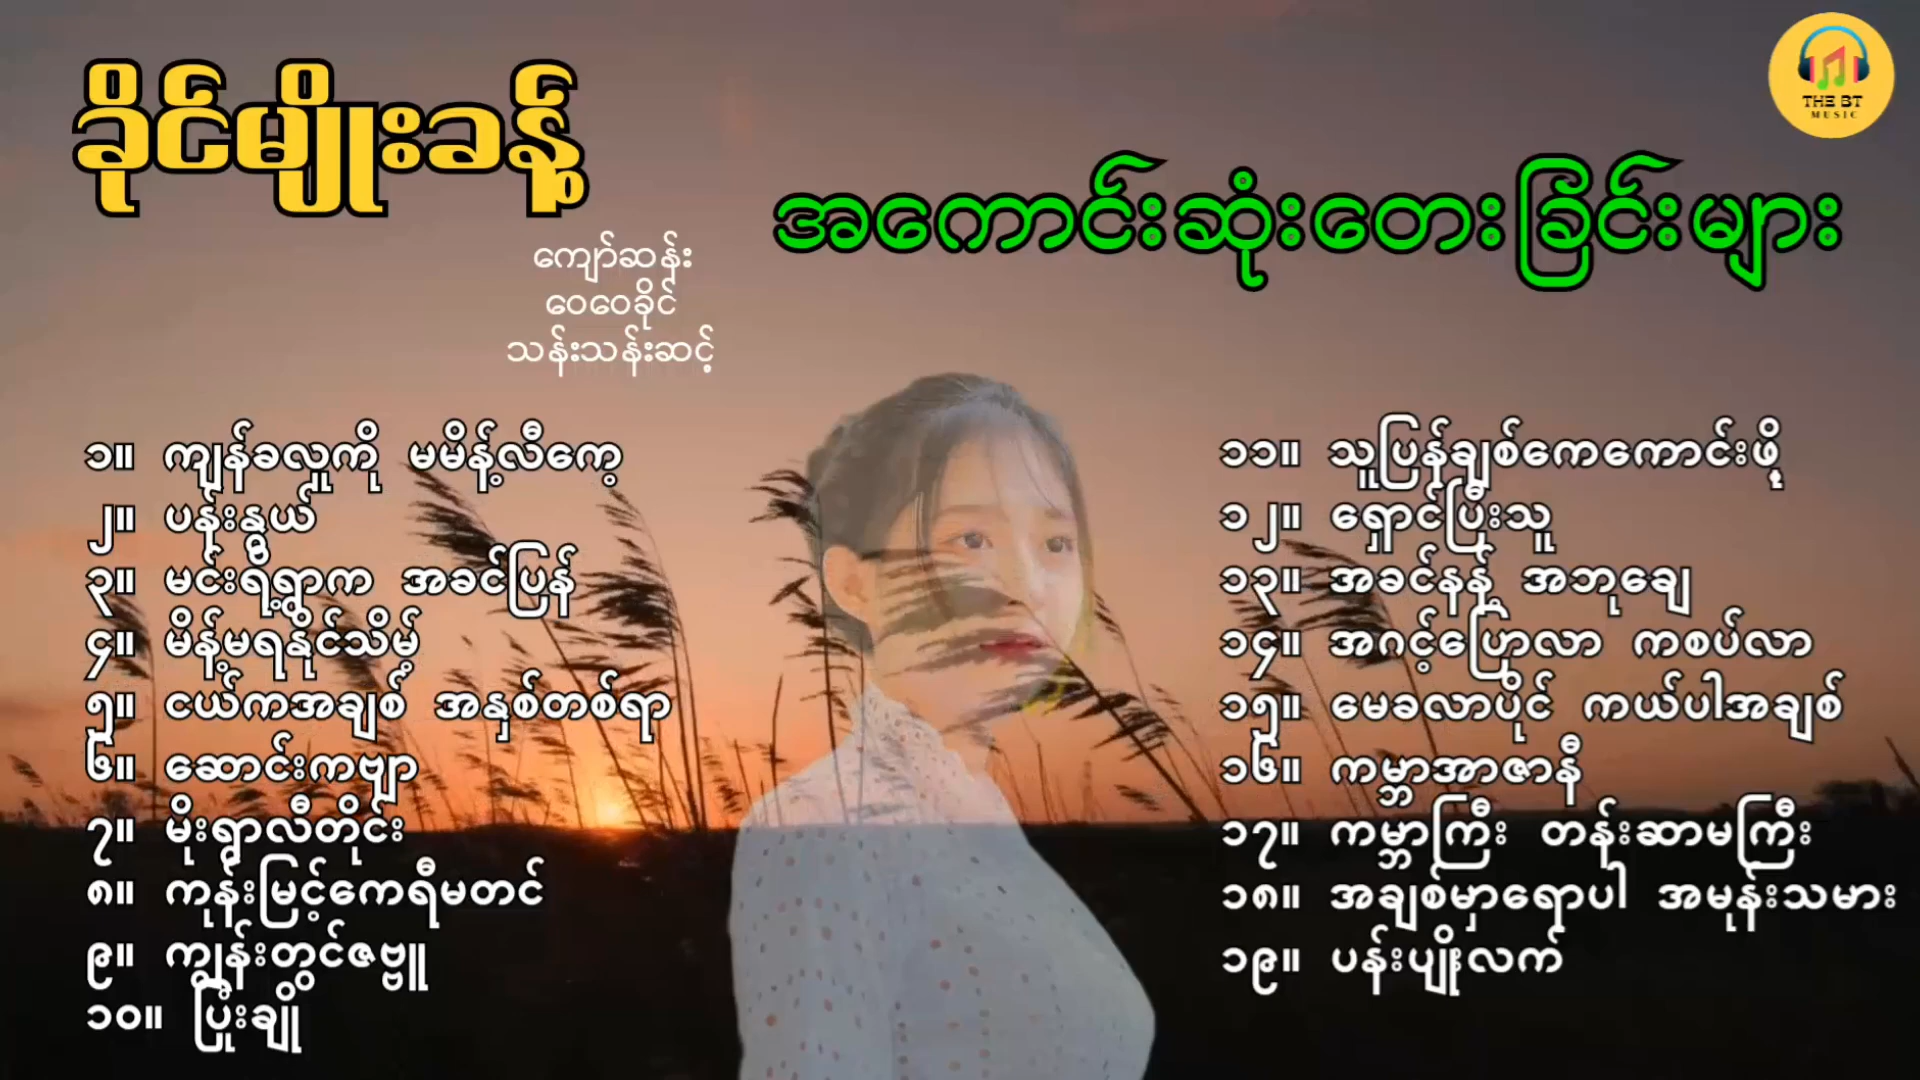 ခိုင်မျိုးခန့်
THE BT
MUSIC
အကောင်းဆုံးတေးခြင်းများ
ကျော်ဆန်း
ဝေဝေခိုင်
သန်းသန်းဆင့်
၁။ ကျန်ခလှုကို မမိန့်လီကေ့
၂။ ပန်းနွယ်
၃။ မင်းရို့ရွာက အခင်ပြန်
၄။ မိန့်မရနိုင်သိမ့်
၅။ ငယ်ကအချစ် အနှစ်တစ်ရာ
၆။ ဆောင်းကဗျာ
၇။ မိုးရွာလီတိုင်း
၈။ ကုန်းမြင့်ကေရီမတင်
၉။ ကျွန်းတွင်ဇဗ္ဗူ
၁၀။ ပြုံးချို
၁၁။ သူပြန်ချစ်ကေကောင်းဖို့
၁၂။ ရှောင်ပြီးသူ
၁၃။ အခင်နန့် အဘုချေ
၁၄။ အဂင့်ပြောလာ ကစပ်လာ
၁၅။ မေခလာပိုင် ကယ်ပါအချစ်
၁၆။ ကမ္ဘာအာဇာနီ
၁၇။ ကမ္ဘာကြီး တန်းဆာမကြီး
၁၈။ အချစ်မှာရောပါ အမုန်းသမား
၁၉။ ပန်းပျိုးလက်